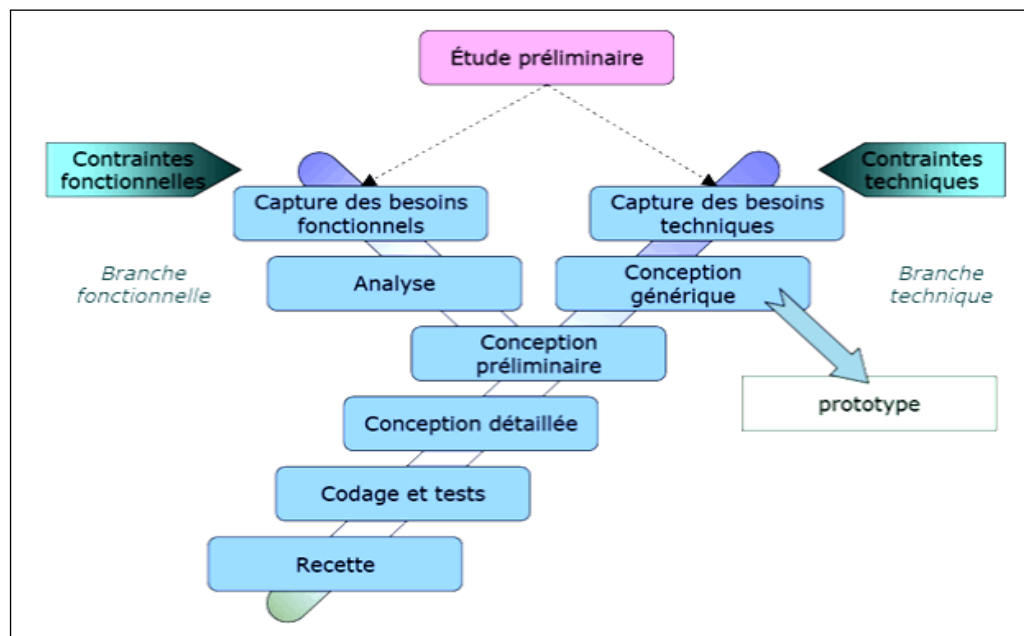 Étude préliminaire
Contraintes
fonctionnelles
Contraintes
techniques
Capture des besoins
fonctionnels
Capture des besoins
techniques
Branche
fonctionnelle
Analyse
Conception
générique
Branche
technique
Conception
préliminaire
prototype
Conception détaillée
Codage et tests
Recette